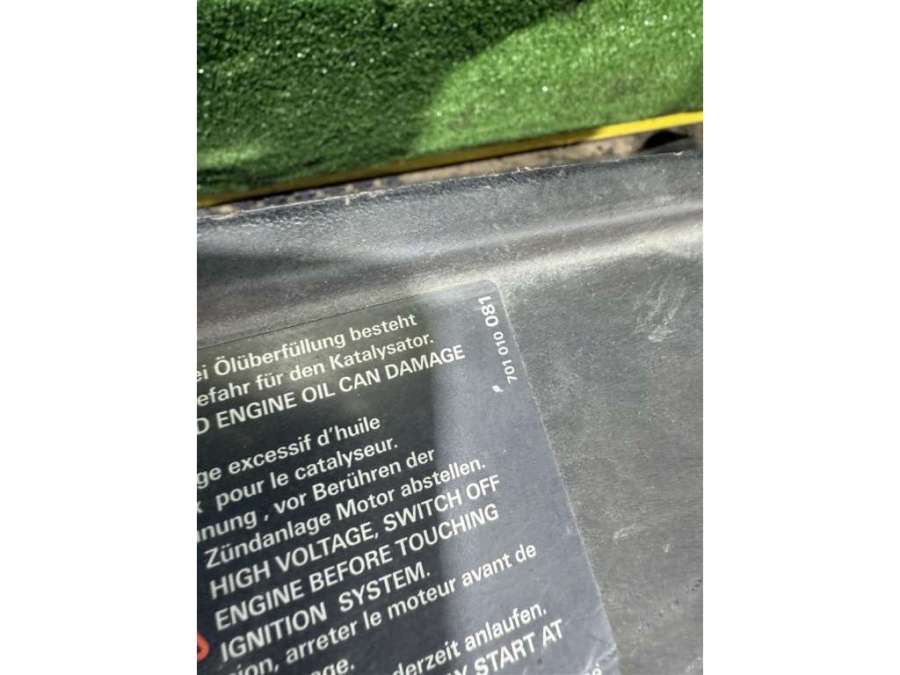 ei Ölüberfüllung besteht
efahr für den Katalysator.
D ENGINE OIL CAN DAMAGE
ge excessif d'huile
x pour le catalyseur.
nnung , vor Berühren der
Zündanlage Motor abstellen.
HIGH VOLTAGE, SWITCH OFF
ENGINE BEFORE TOUCHING
IGNITION SYSTEM.
ion, arreter le moteur avant de
age.
derzeit anlaufen.
Y START AT
701 010 081